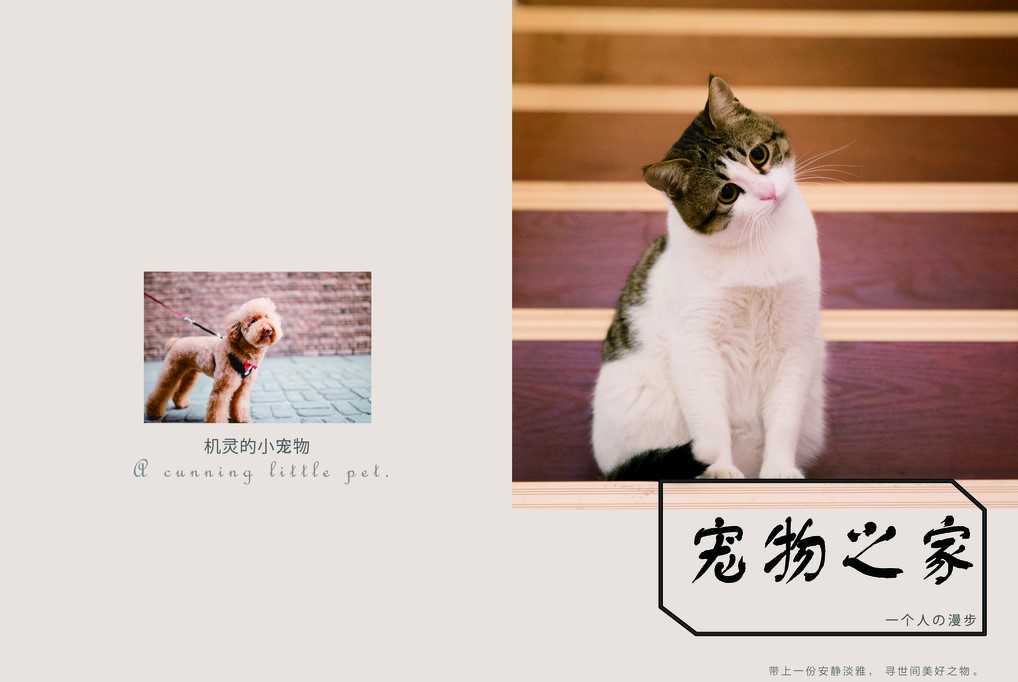 机灵的小宠物
A cunning little pet.
宠物之家
一个人の漫步
带上一份安静淡雅， 寻世间美好之物。